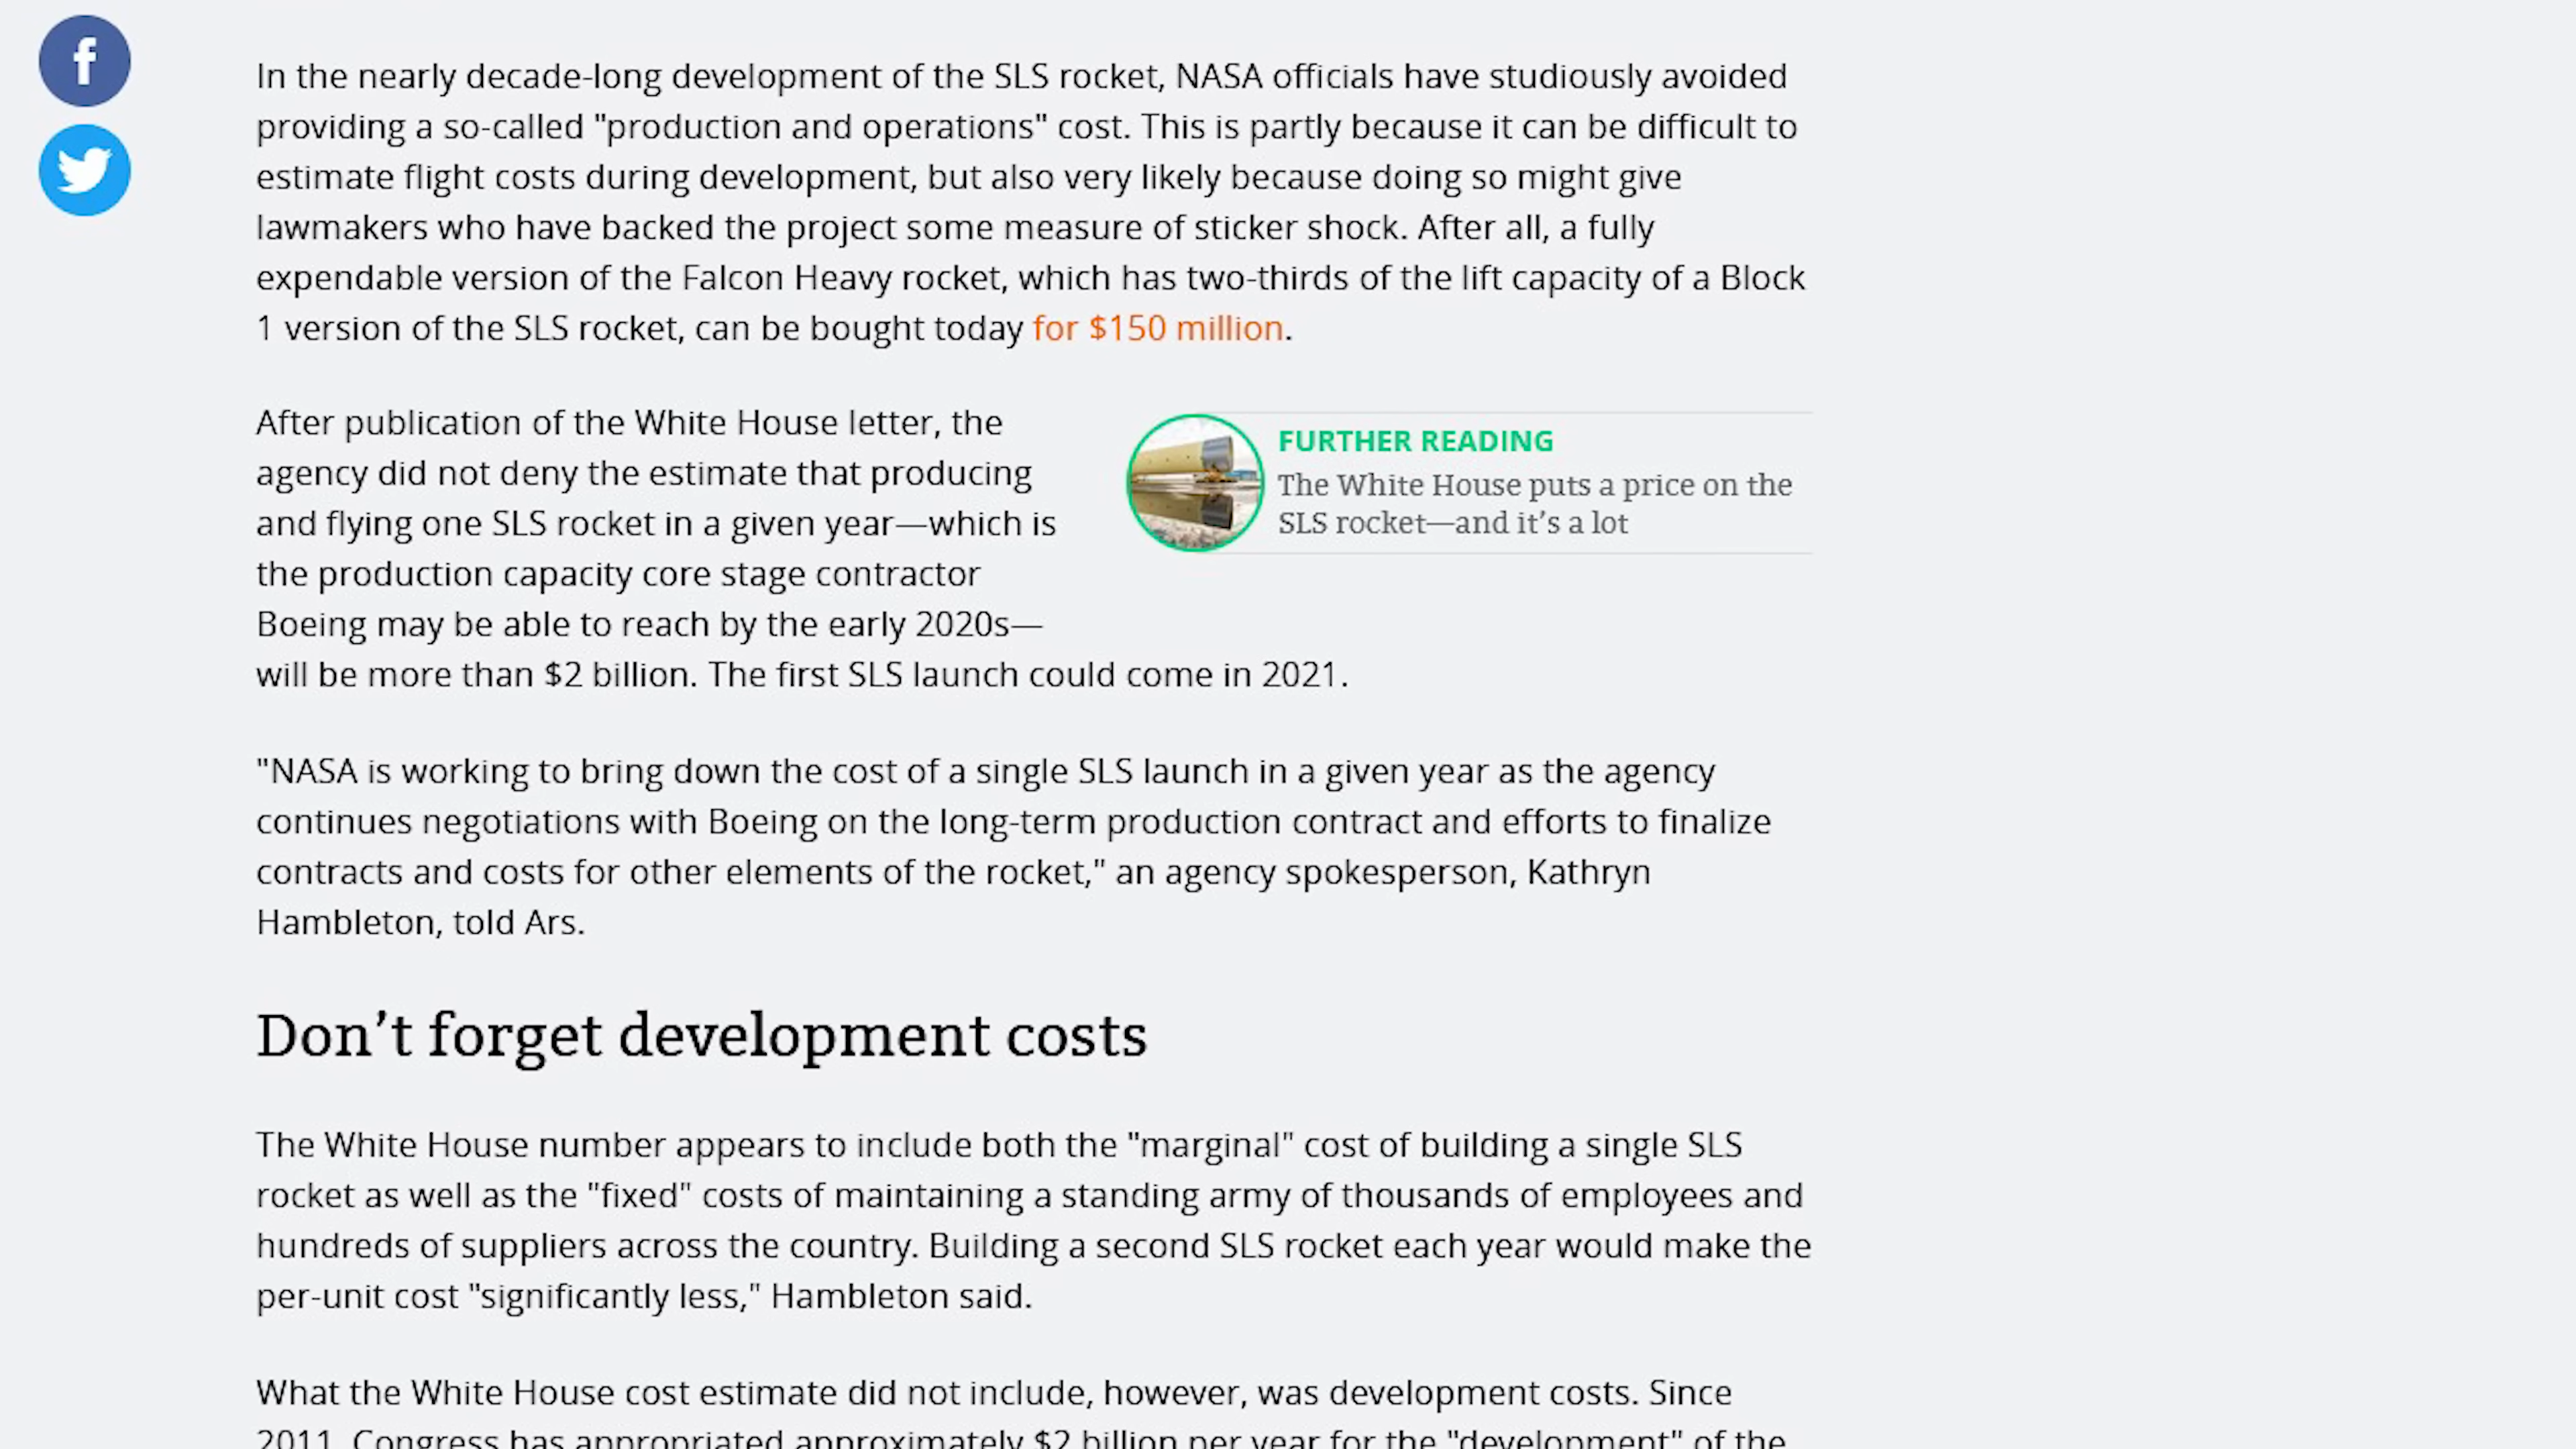 In the nearly decade-long development of the SLS rocket, NASA officials have studiously avoided
providing a so-called "production and operations" cost. This is partly because it can be difficult to
estimate flight costs during development, but also very likely because doing so might give
lawmakers who have backed the project some measure of sticker shock. After all, a fully
expendable version of the Falcon Heavy rocket, which has two-thirds of the lift capacity of a Block
1 version of the SLS rocket, can be bought today for $150 million.
After publication of the White House letter, the
agency did not deny the estimate that producing
and flying one SLS rocket in a given year—which is
the production capacity core stage contractor
Boeing may be able to reach by the early 2020s—
will be more than $2 billion. The first SLS launch could come in 2021.
FURTHER READING
The White House puts a price on the
SLS rocket—and it's a lot
"NASA is working to bring down the cost of a single SLS launch in a given year as the agency
continues negotiations with Boeing on the long-term production contract and efforts to finalize
contracts and costs for other elements of the rocket," an agency spokesperson, Kathryn
Hambleton, told Ars.
Don't forget development costs
The White House number appears to include both the "marginal" cost of building a single SLS
rocket as well as the "fixed" costs of maintaining a standing army of thousands of employees and
hundreds of suppliers across the country. Building a second SLS rocket each year would make the
per-unit cost "significantly less," Hambleton said.
What the White House cost estimate did not include, however, was development costs. Since
2011, Congress has appropriated approximately $2 billion per year for the "development" of the